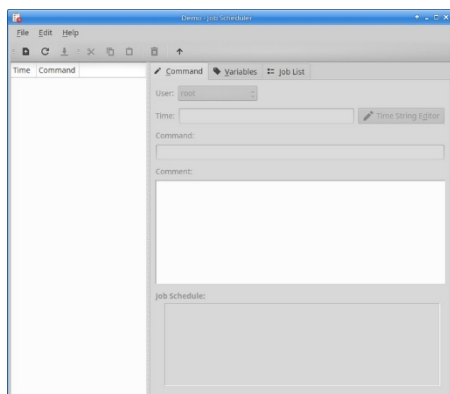 Demo - Job Scheduler
File Edit Help
Time Command
Command Variables Job List
User: root
Time: Time String Editor
Command:
Comment:
Job Schedule: